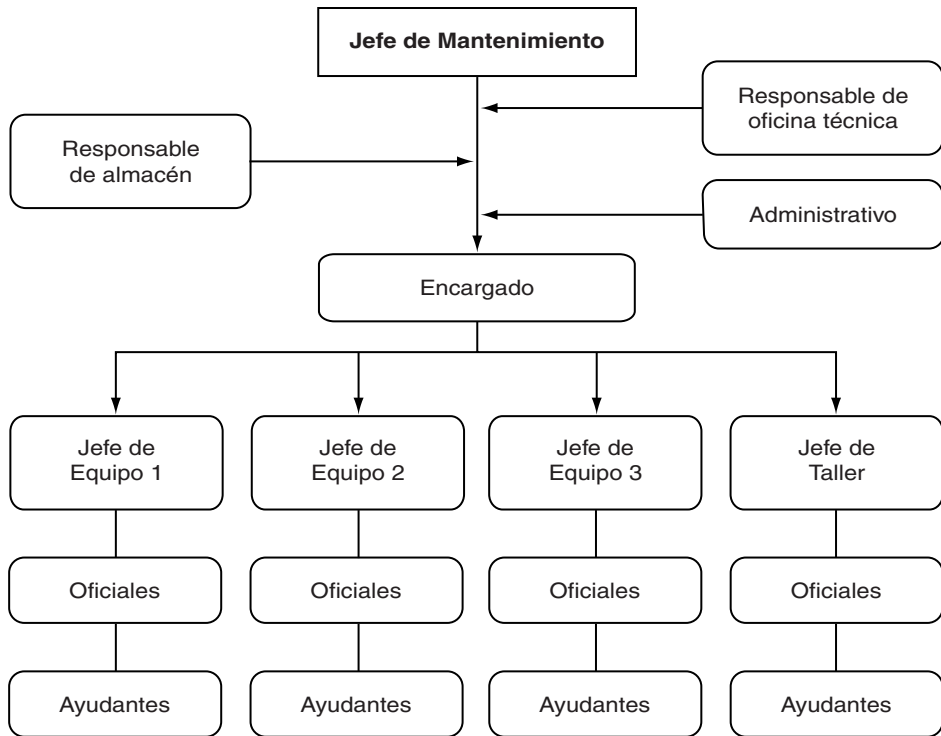 Jefe de Mantenimiento
Responsable de
oficina técnica
Responsable
de almacén
Administrativo
Encargado
Jefe de
Equipo 1
Jefe de
Equipo 2
Jefe de
Equipo 3
Jefe de
Taller
Oficiales
Oficiales
Oficiales
Oficiales
Ayudantes
Ayudantes
Ayudantes
Ayudantes